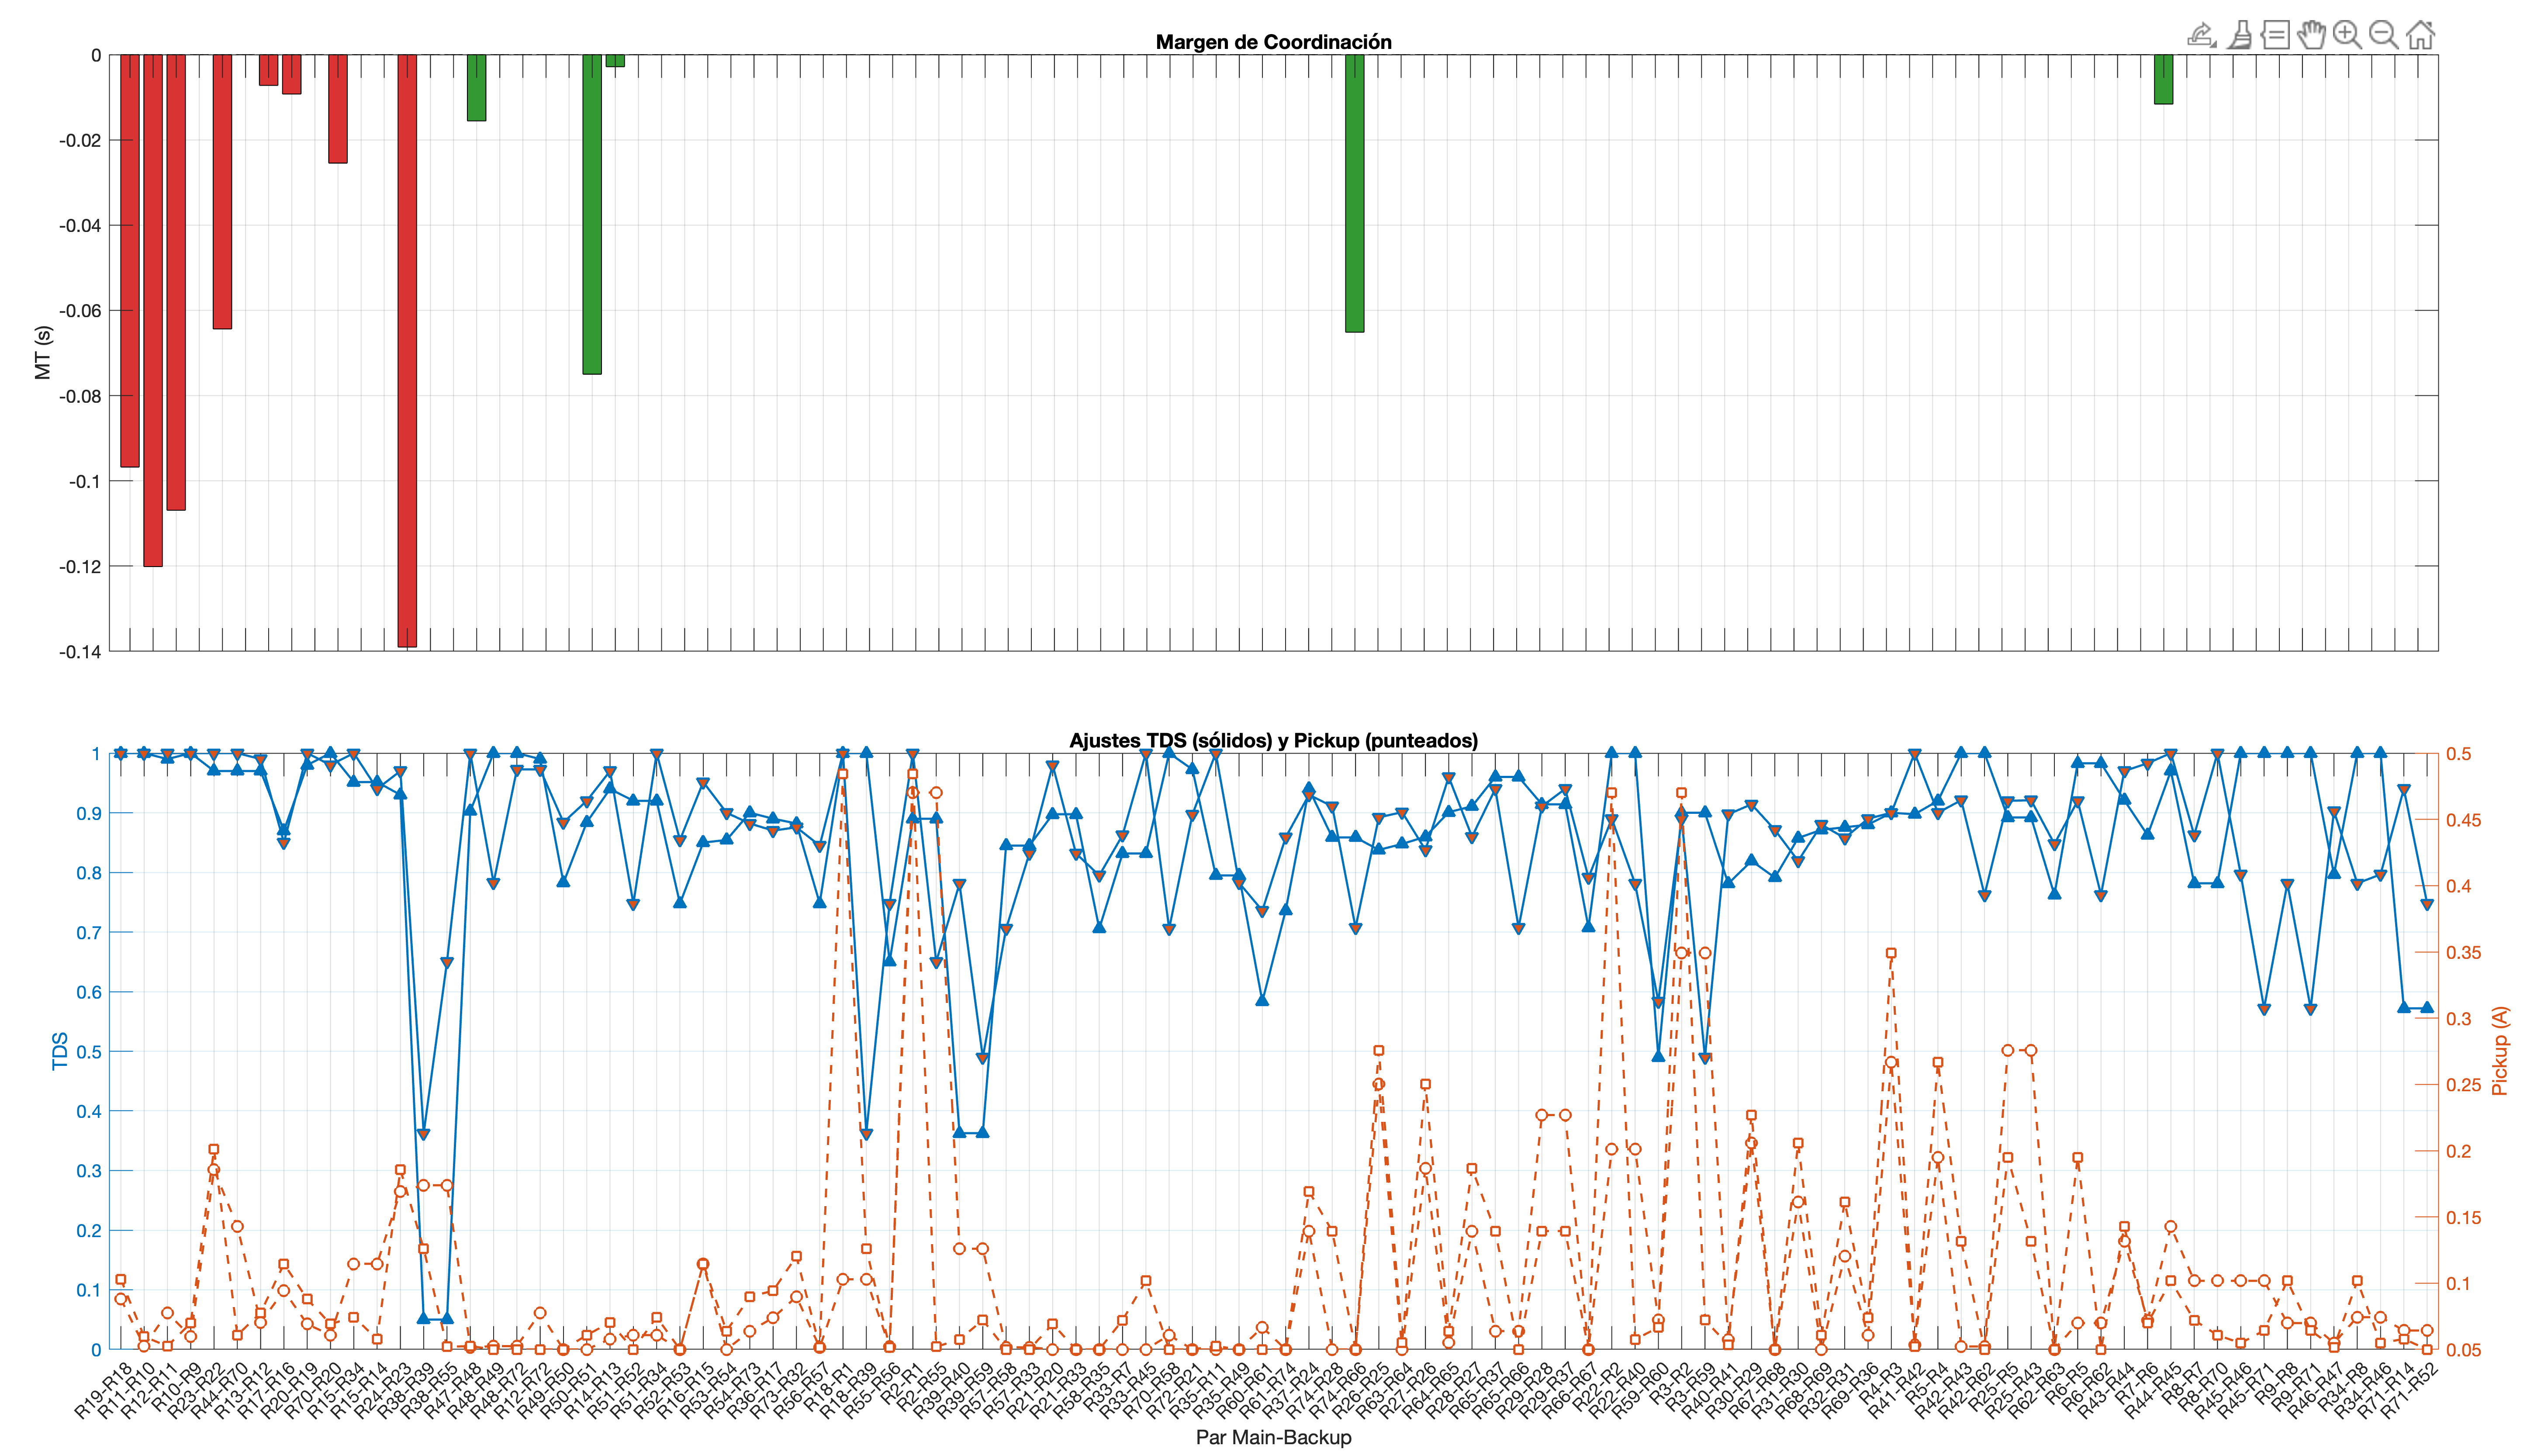 Margen de Coordinación
0
-0.02
-0.04
-0.06
-0.08
-0.1
-0.12
-0.14
MT (s)
Ajustes TDS (sólidos) y Pickup (punteados)
1
0.9
0.8
0.7
0.6
0.5
0.4
0.3
0.2
0.1
0
TDS
0.5
0.45
0.4
0.35
0.3
0.25
0.2
0.15
0.1
0.05
Pickup (A)
R19-R18
R11-R10
R12-R11
R10-R39
R23-R22
R44-R70
R13-R12
R17-R16
R20-R19
R70-R20
R15-R34
R15-R14
R24-R23
R38-R39
R38-R55
R47-R48
R48-R49
R48-R72
R12-R72
R49-R50
R50-R51
R14-R13
R51-R52
R51-R34
R52-R53
R16-R15
R53-R54
R54-R73
R36-R17
R73-R32
R56-R57
R18-R1
R18-R39
R55-R56
R2-R1
R2-R55
R39-R40
R39-R59
R57-R58
R57-R33
R21-R20
R21-R33
R58-R35
R33-R7
R33-R45
R70-R58
R72-R21
R35-R11
R35-R49
R60-R61
R61-R74
R37-R24
R74-R28
R74-R66
R26-R25
R63-R64
R27-R26
R64-R65
R28-R27
R65-R37
R65-R66
R29-R28
R29-R37
R66-R67
R22-R2
R22-R40
R59-R60
R3-R2
R3-R59
R40-R41
R30-R29
R67-R68
R31-R30
R68-R69
R32-R31
R69-R36
R4-R3
R41-R42
R5-R4
R42-R43
R42-R62
R25-R5
R25-R43
R62-R63
R6-R5
R6-R62
R43-R44
R7-R6
R44-R45
R8-R7
R8-R70
R45-R46
R45-R71
R9-R8
R9-R71
R46-R47
R34-R8
R34-R46
R71-R14
R71-R52
Par Main-Backup